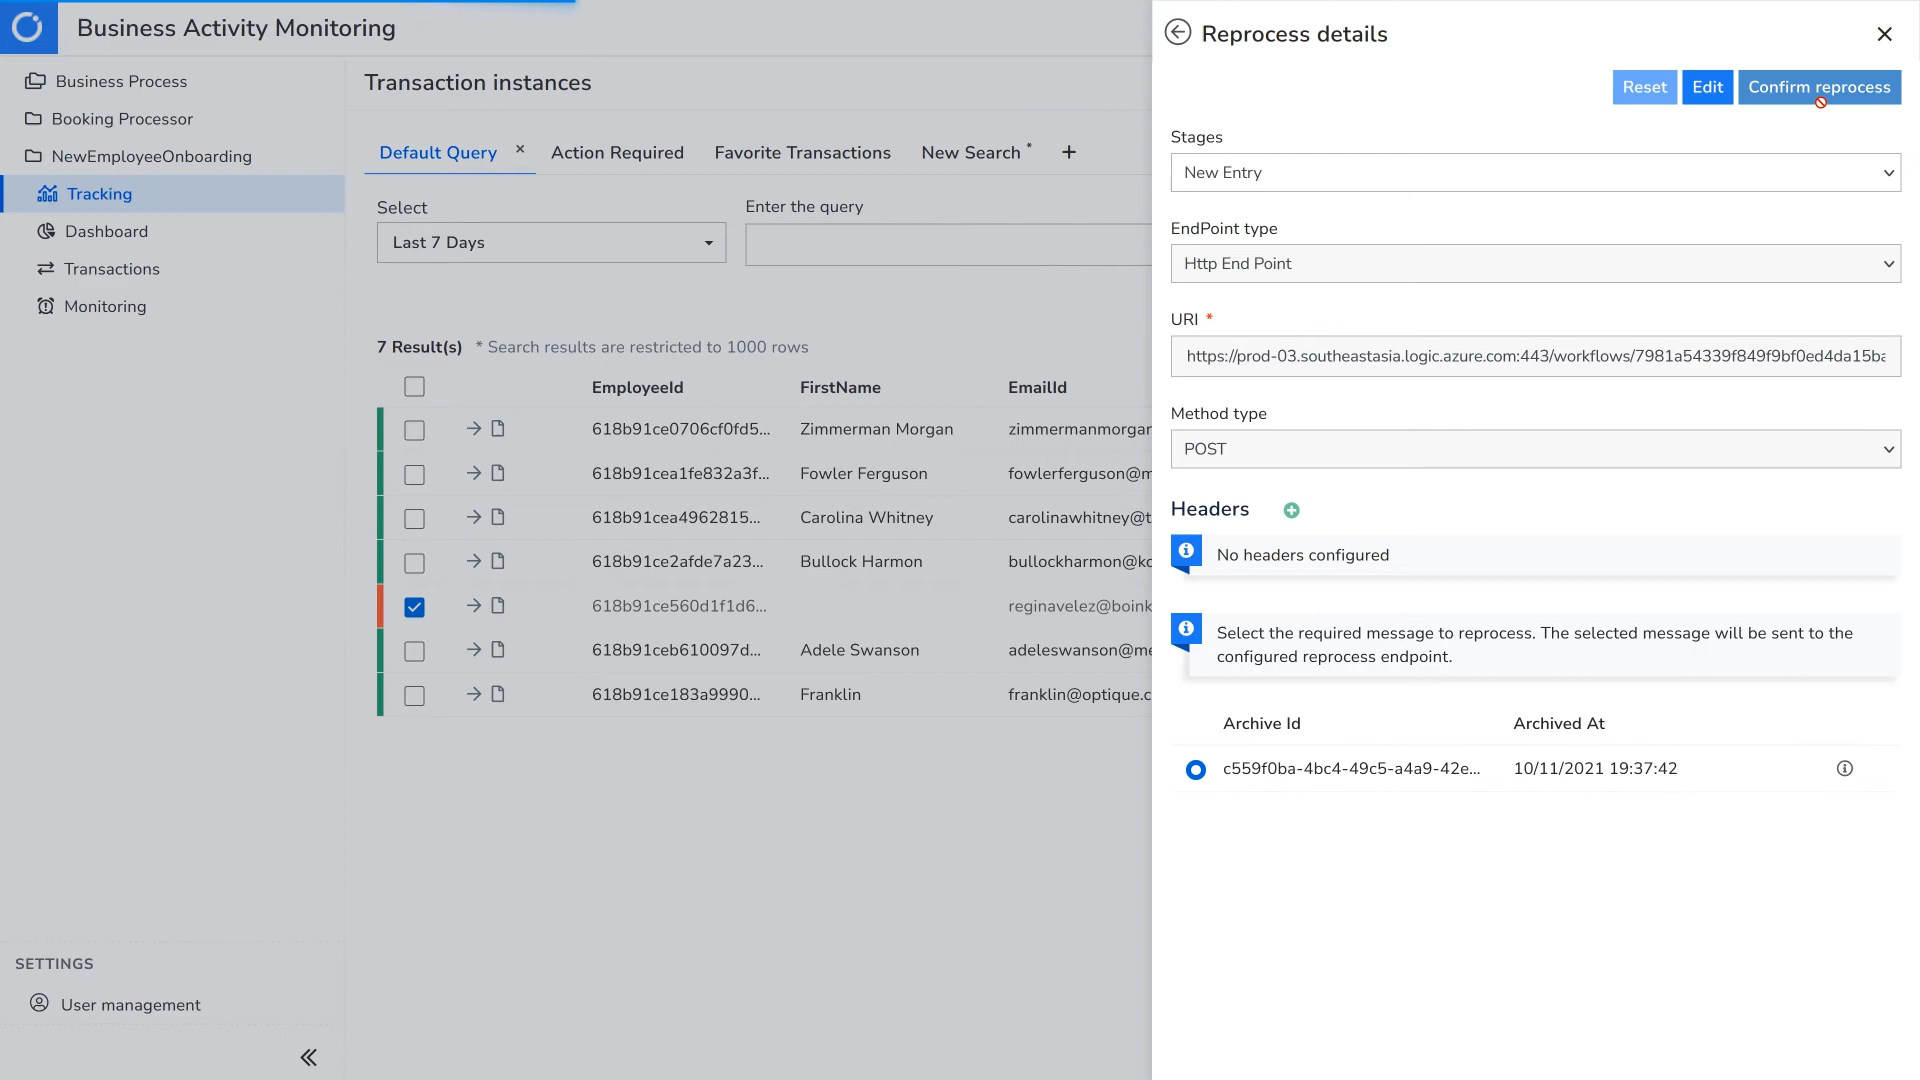 Business Activity Monitoring
Business Process
Booking Processor
NewEmployeeOnboarding
Tracking
Dashboard
Transactions
Monitoring
SETTINGS
User management
Transaction instances
Default Query ×
Action Required
Favorite Transactions
New Search *
+
Select
Last 7 Days
Enter the query
7 Result(s) * Search results are restricted to 1000 rows
EmployeeId FirstName EmailId
618b91ce0706cf0fd5... Zimmerman Morgan zimmermanmorgan
618b91cea1fe832a3f... Fowler Ferguson fowlerferguson@m
618b91cea4962815... Carolina Whitney carolinawhitney@t
618b91ce2afde7a23... Bullock Harmon bullockharmon@ko
618b91ce560d1f1d6... reginavelez@boink
618b91ceb610097d... Adele Swanson adeleswanson@me
618b91ce183a9990... Franklin franklin@optique.c
Reprocess details
Reset Edit Confirm reprocess
Stages
New Entry
EndPoint type
Http End Point
URI *
https://prod-03.southeastasia.logic.azure.com:443/workflows/7981a54339f849f9bf0ed4da15ba
Method type
POST
Headers
No headers configured
Select the required message to reprocess. The selected message will be sent to the
configured reprocess endpoint.
Archive Id Archived At
c559f0ba-4bc4-49c5-a4a9-42e... 10/11/2021 19:37:42